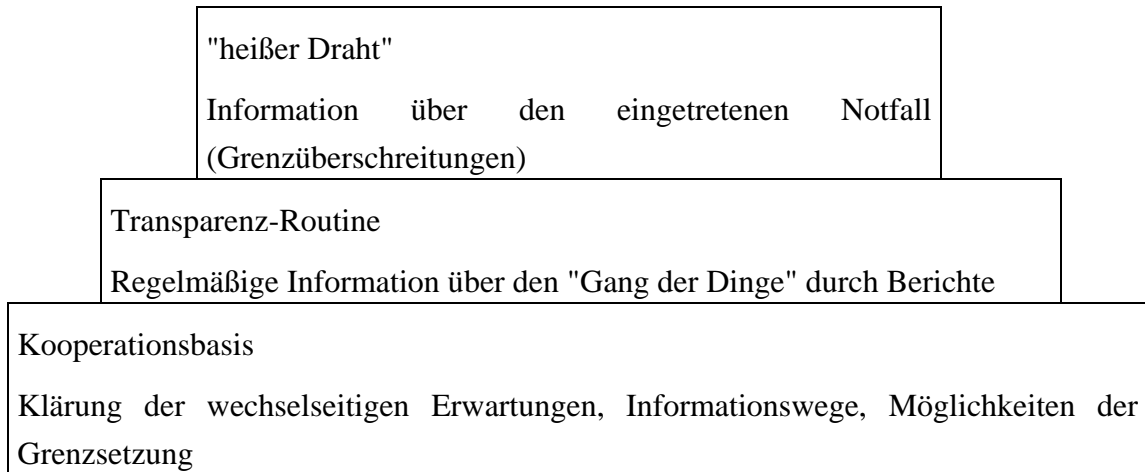 "heißer Draht"
Information über den eingetretenen Notfall
(Grenzüberschreitungen)
Transparenz-Routine
Regelmäßige Information über den "Gang der Dinge" durch Berichte
Kooperationsbasis
Klärung der wechselseitigen Erwartungen, Informationswege, Möglichkeiten der
Grenzsetzung